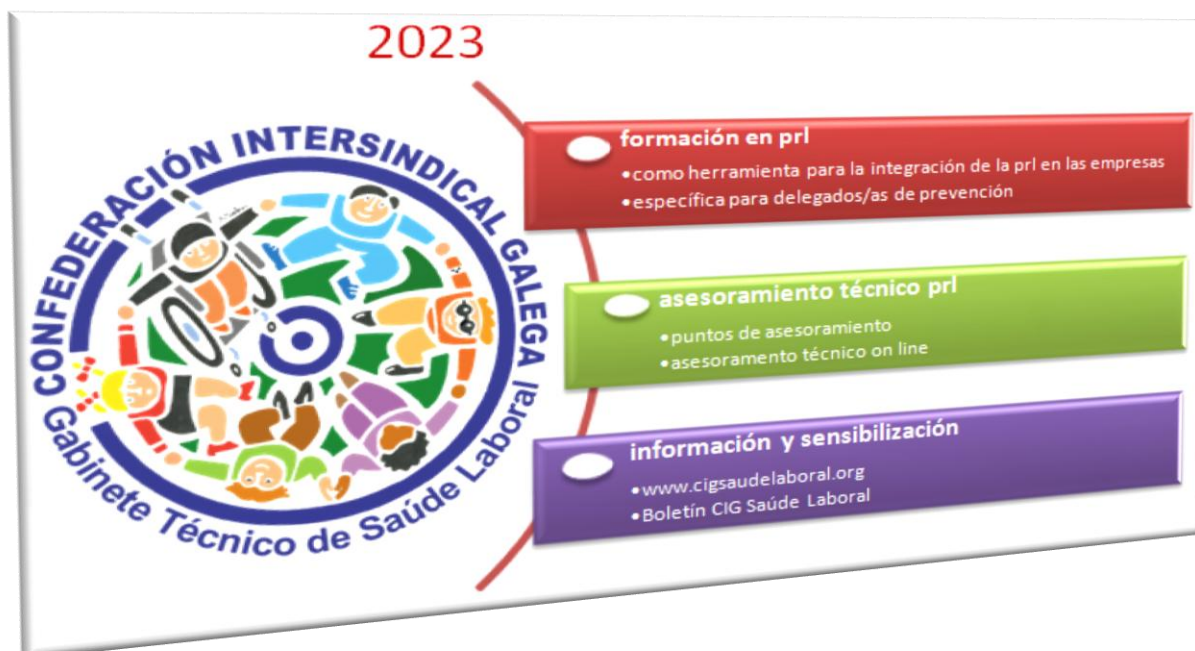 2023
CONFEDERACIÓN INTERSINDICAL GALEGA /
Gabinete Técnico de Saúde Laboral
formación en prl
•como herramienta para la integración de la prl en las empresas
•específica para delegados/as de prevención
asesoramiento técnico prl
•puntos de asesoramiento
•asesoramento técnico on line
información y sensibilización
•www.cigsaudelaboral.org
•Boletín CIG Saúde Laboral